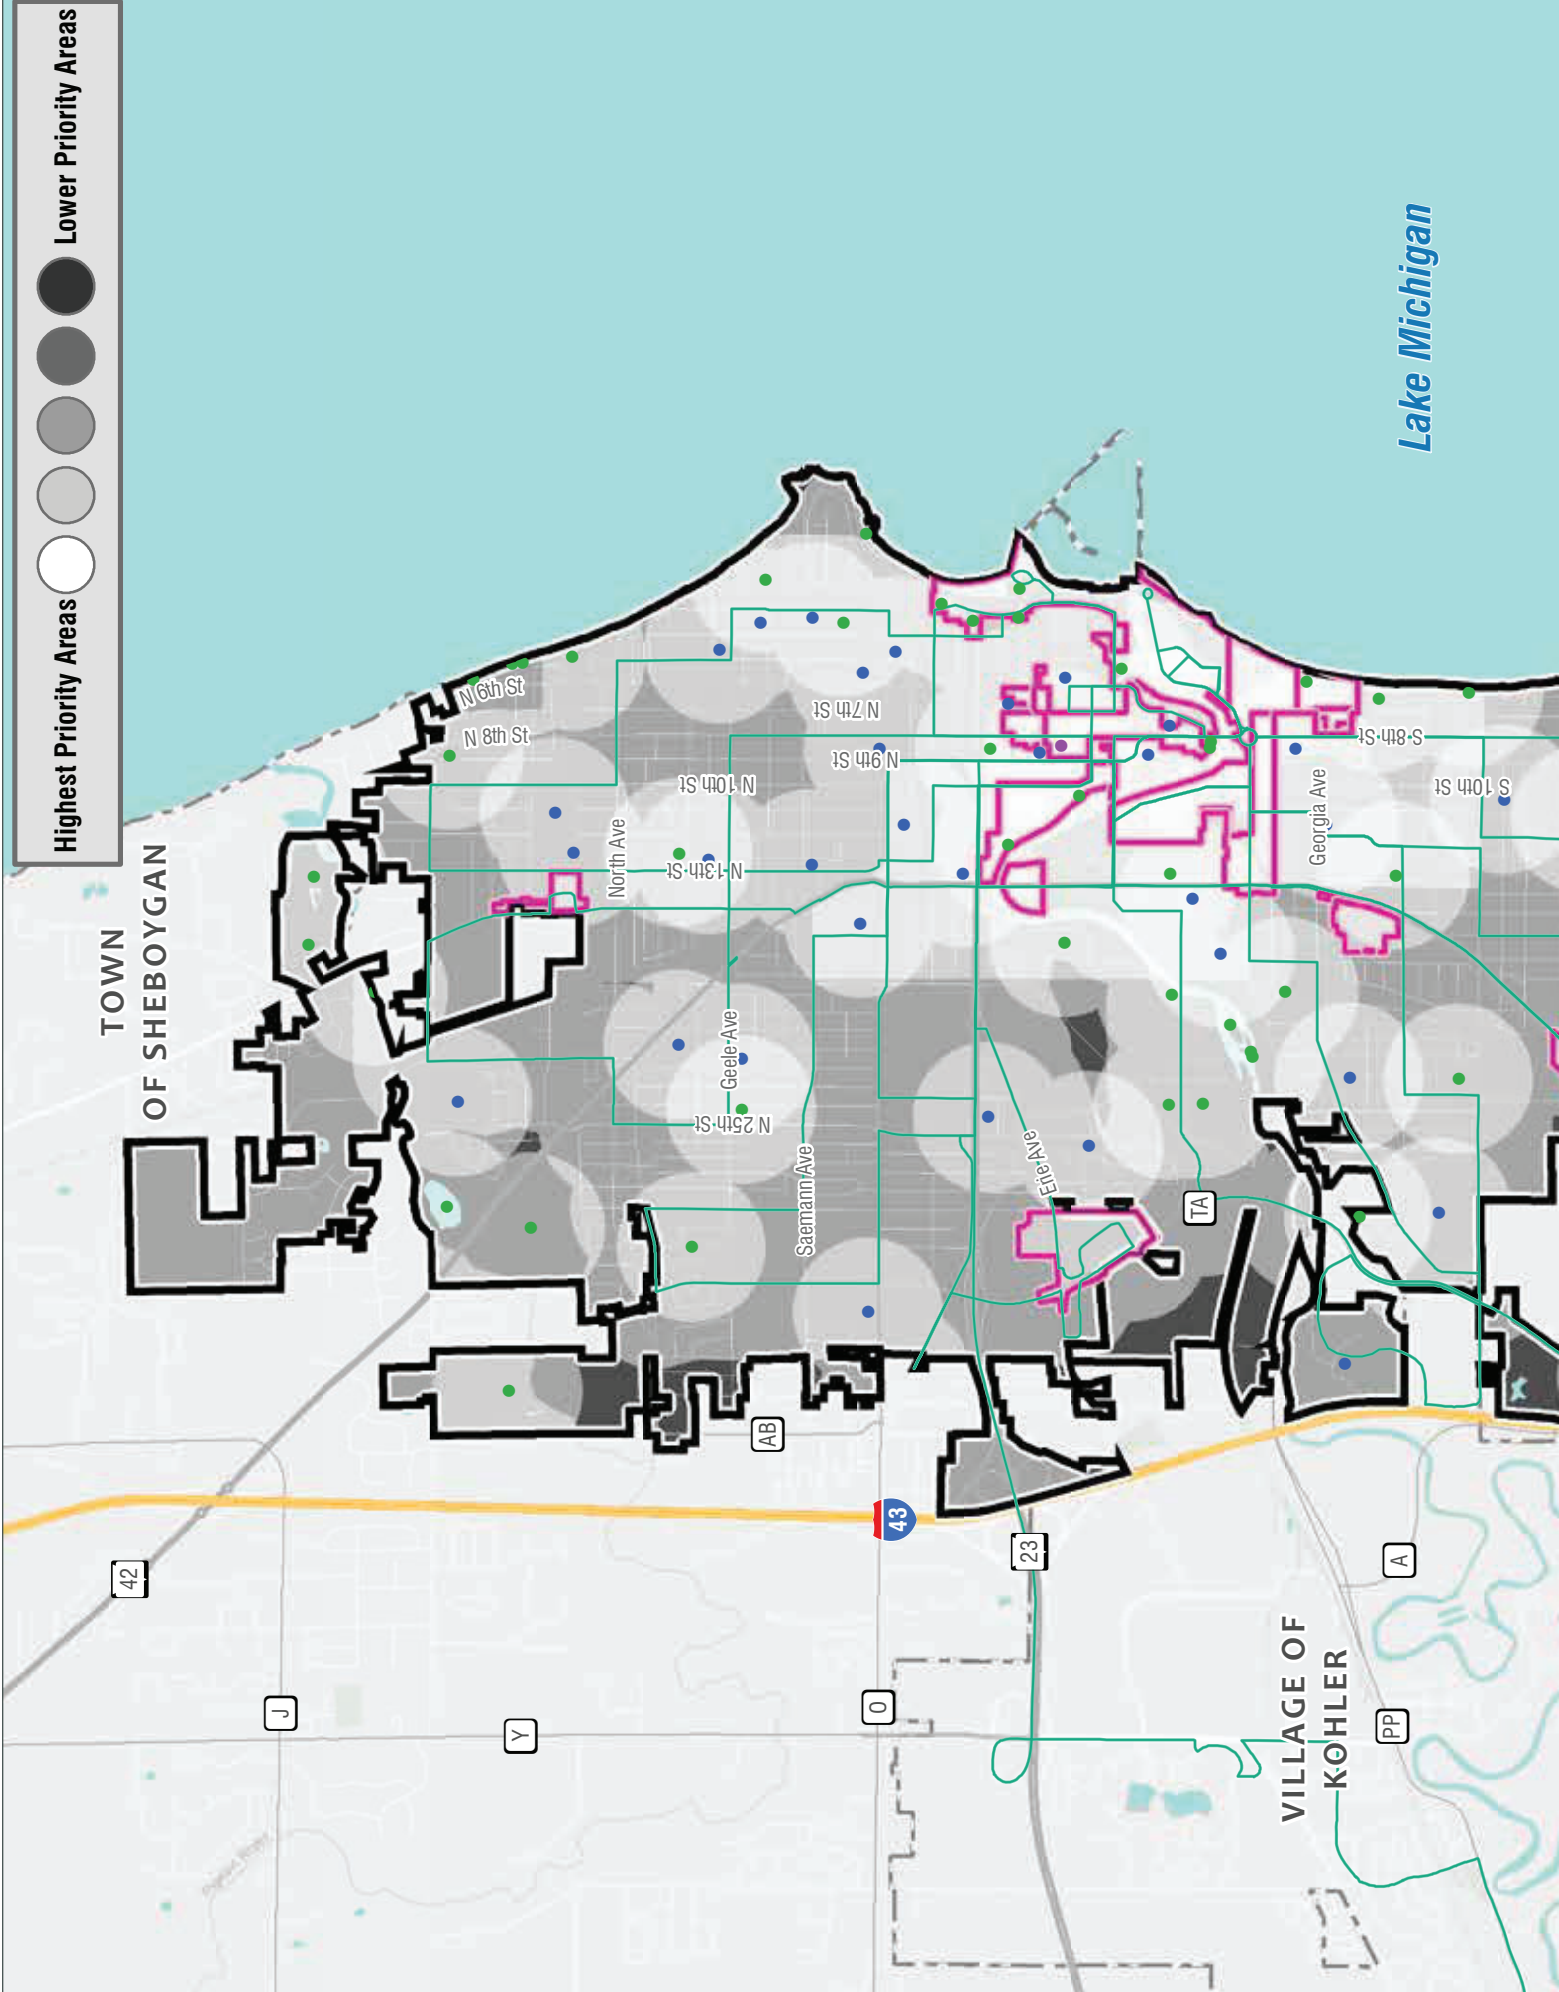 Highest Priority Areas
Lower Priority Areas
TOWN
OF SHEBOYGAN
N 6th St
N 8th St
N 7th St
N 9th St
N 10th St
North Ave
N 13th St
Geele Ave
N 25th St
Saemann Ave
Erie Ave
S 8th St
Georgia Ave
S 10th St
Lake Michigan
TA
AB
42
43
23
J
Y
O
A
PP
VILLAGE OF
KOHLER